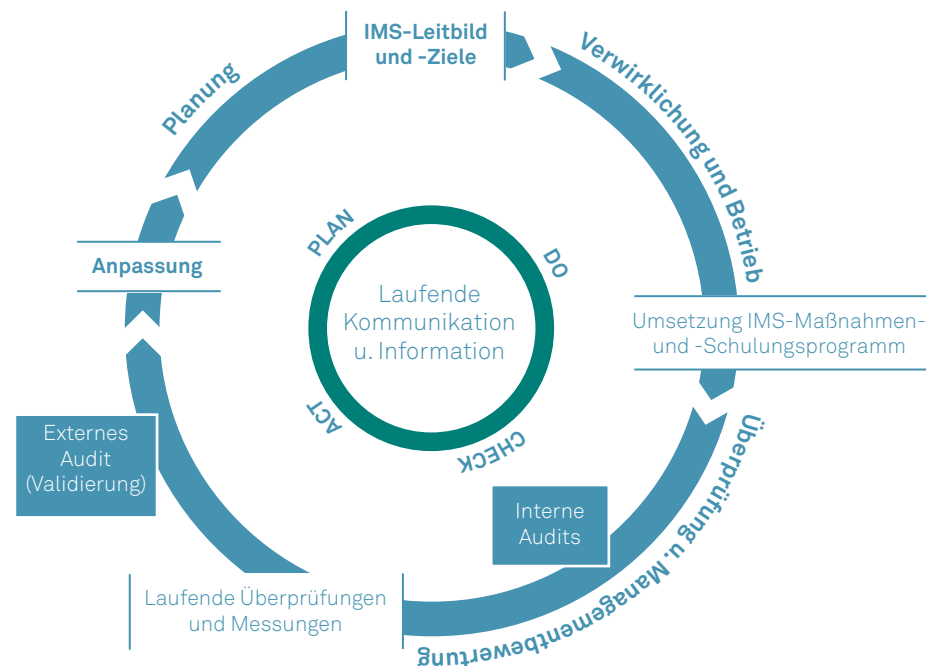 IMS-Leitbild
und -Ziele
Planung
Verwirklichung und Betrieb
PLAN
DO
Anpassung
Laufende
Kommunikation
u. Information
Umsetzung IMS-Maßnahmen-
und -Schulungsprogramm
ACT
CHECK
Externes
Audit
(Validierung)
Interne
Audits
Überprüfung u. Managementbewertung
Laufende Überprüfungen
und Messungen